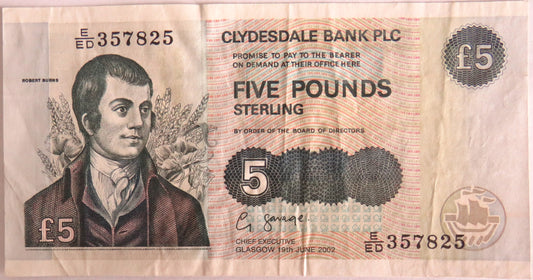 E/ED 357825
CLYDESDALE BANK PLC
£5
PROMISE TO PAY TO THE BEARER
ON DEMAND AT THEIR OFFICE HERE
ROBERT BURNS
FIVE POUNDS
STERLING
BY ORDER OF THE BOARD OF DIRECTORS
5
G Savage
CHIEF EXECUTIVE
GLASGOW 19TH JUNE 2002
£5
E/ED 357825